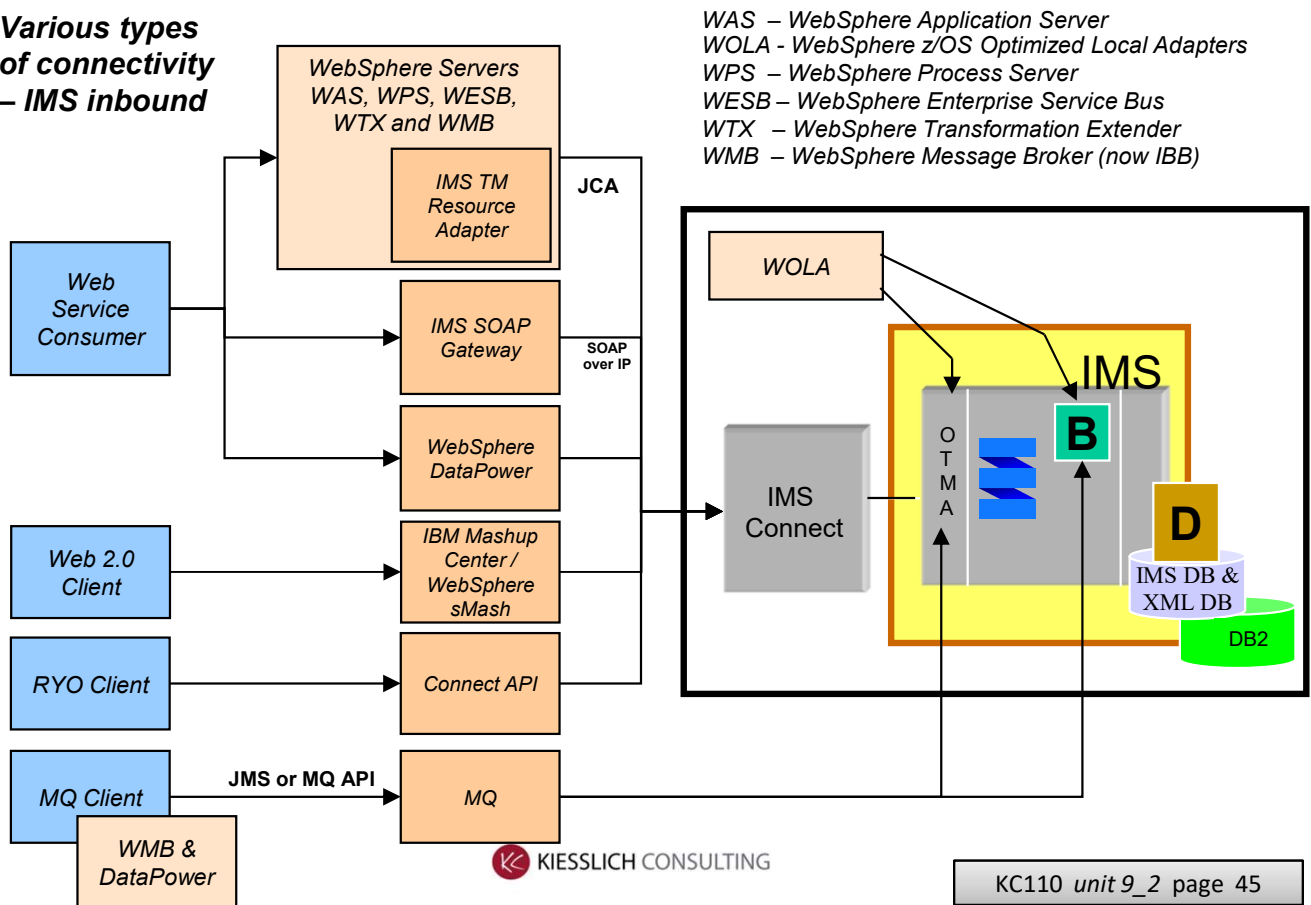 Various types
of connectivity
– IMS inbound
WAS – WebSphere Application Server
WOLA - WebSphere z/OS Optimized Local Adapters
WPS – WebSphere Process Server
WESB – WebSphere Enterprise Service Bus
WTX – WebSphere Transformation Extender
WMB – WebSphere Message Broker (now IBB)
WebSphere Servers
WAS, WPS, WESB,
WTX and WMB
IMS TM
Resource
Adapter
JCA
Web
Service
Consumer
IMS SOAP
Gateway
SOAP
over IP
WebSphere
DataPower
Web 2.0
Client
IBM Mashup
Center /
WebSphere
sMash
RYO Client
Connect API
MQ Client
JMS or MQ API
MQ
WMB &
DataPower
WOLA
IMS
Connect
IMS
O
T
M
A
B
D
IMS DB &
XML DB
DB2
KC KIESSLICH CONSULTING
KC110 unit 9_2 page 45